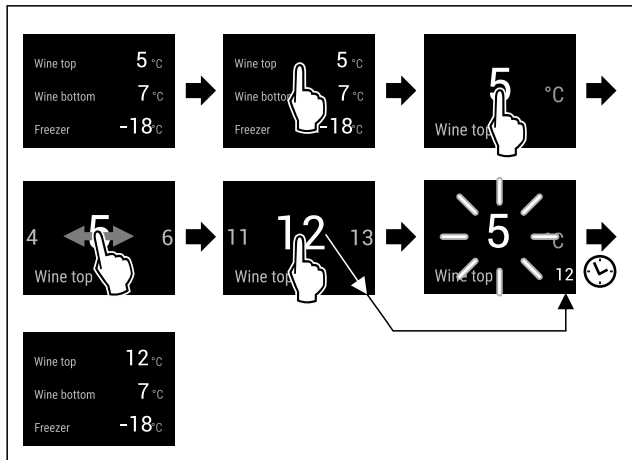 Wine top 5 °C
Wine bottom 7 °C
Freezer -18°C
Wine top 5 °C
Wine bottom 7 °C
Freezer -18°C
5 °C
Wine top
4 5 6
Wine top
11 12 13
Wine top
5 °C
Wine top 12
Wine top 12 °C
Wine bottom 7 °C
Freezer -18°C